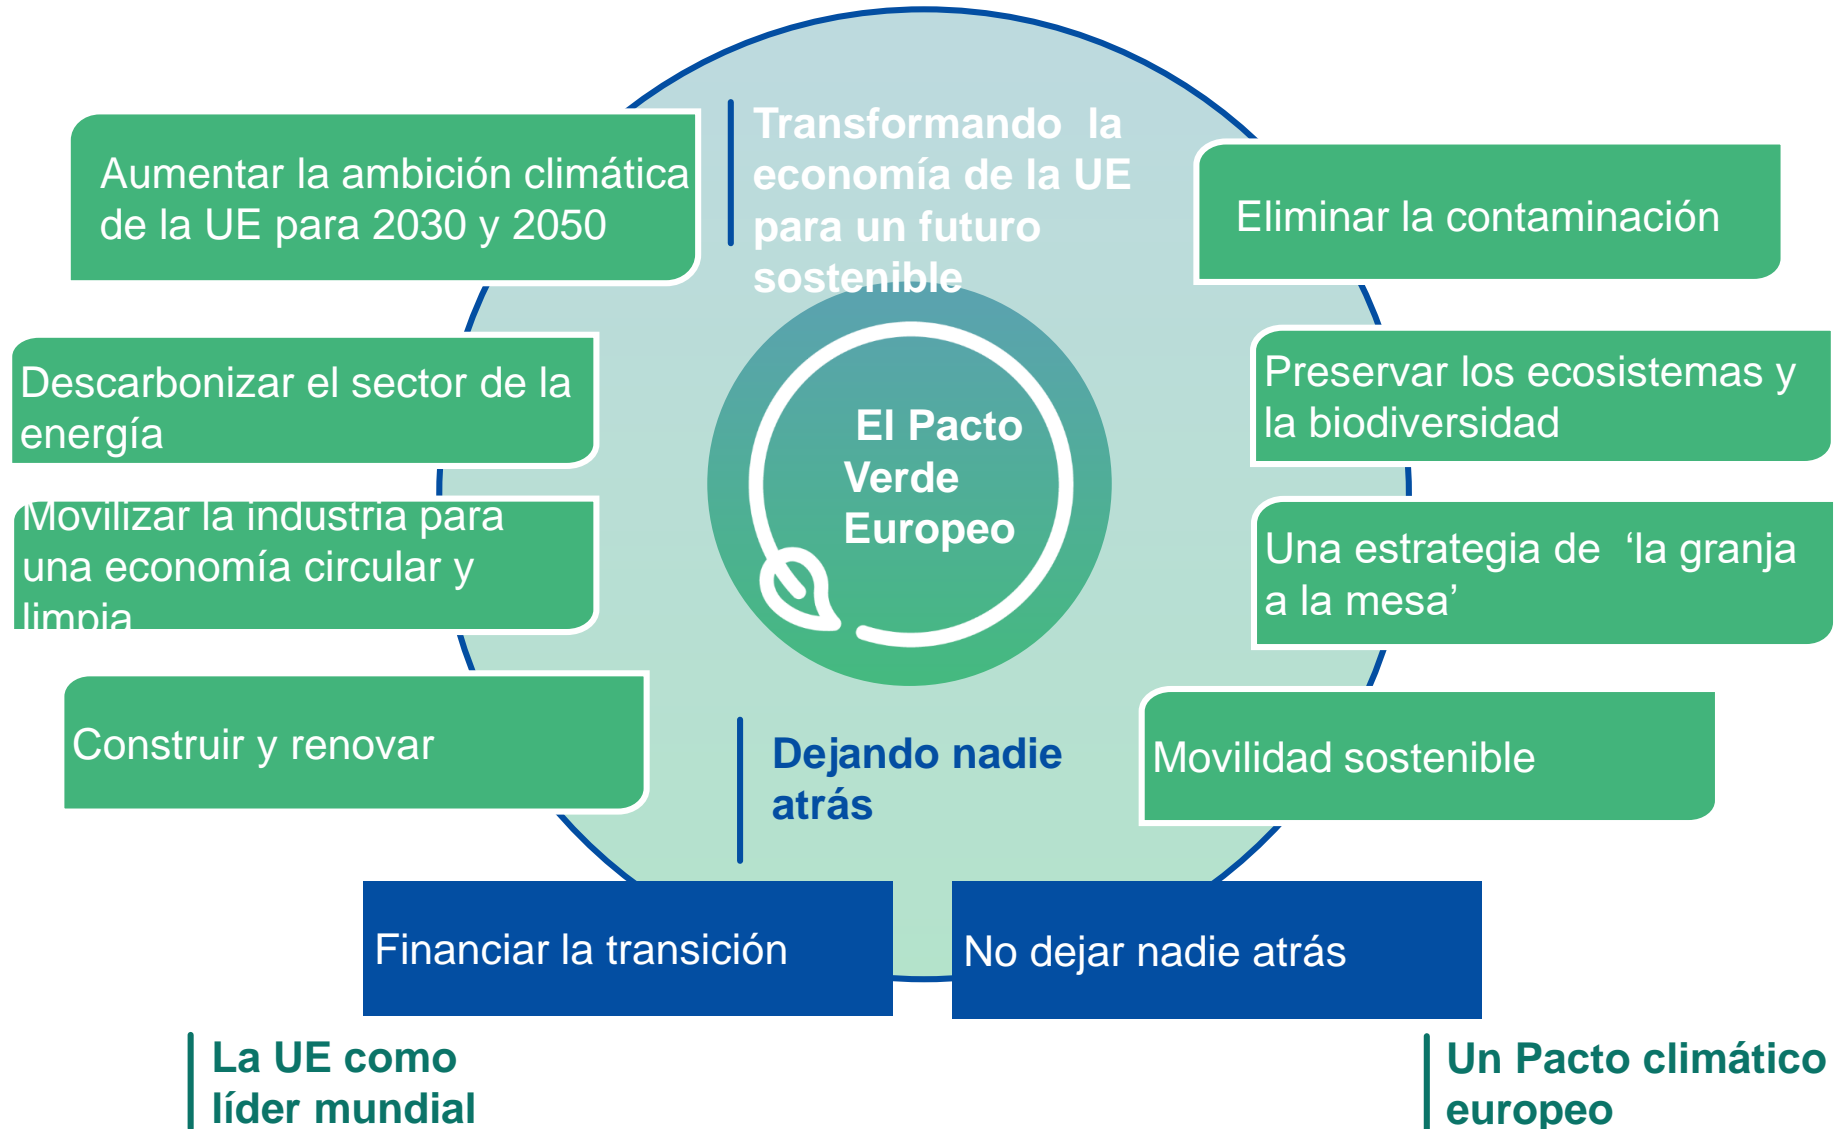 Transformando la
economía de la UE
para un futuro
sostenible
Aumentar la ambición climática
de la UE para 2030 y 2050
Eliminar la contaminación
Descarbonizar el sector de la
energía
Preservar los ecosistemas y
la biodiversidad
El Pacto
Verde
Europeo
Movilizar la industria para
una economía circular y
limpia
Una estrategia de ‘la granja
a la mesa’
Construir y renovar
Movilidad sostenible
Dejando nadie
atrás
Financiar la transición
No dejar nadie atrás
La UE como
líder mundial
Un Pacto climático
europeo